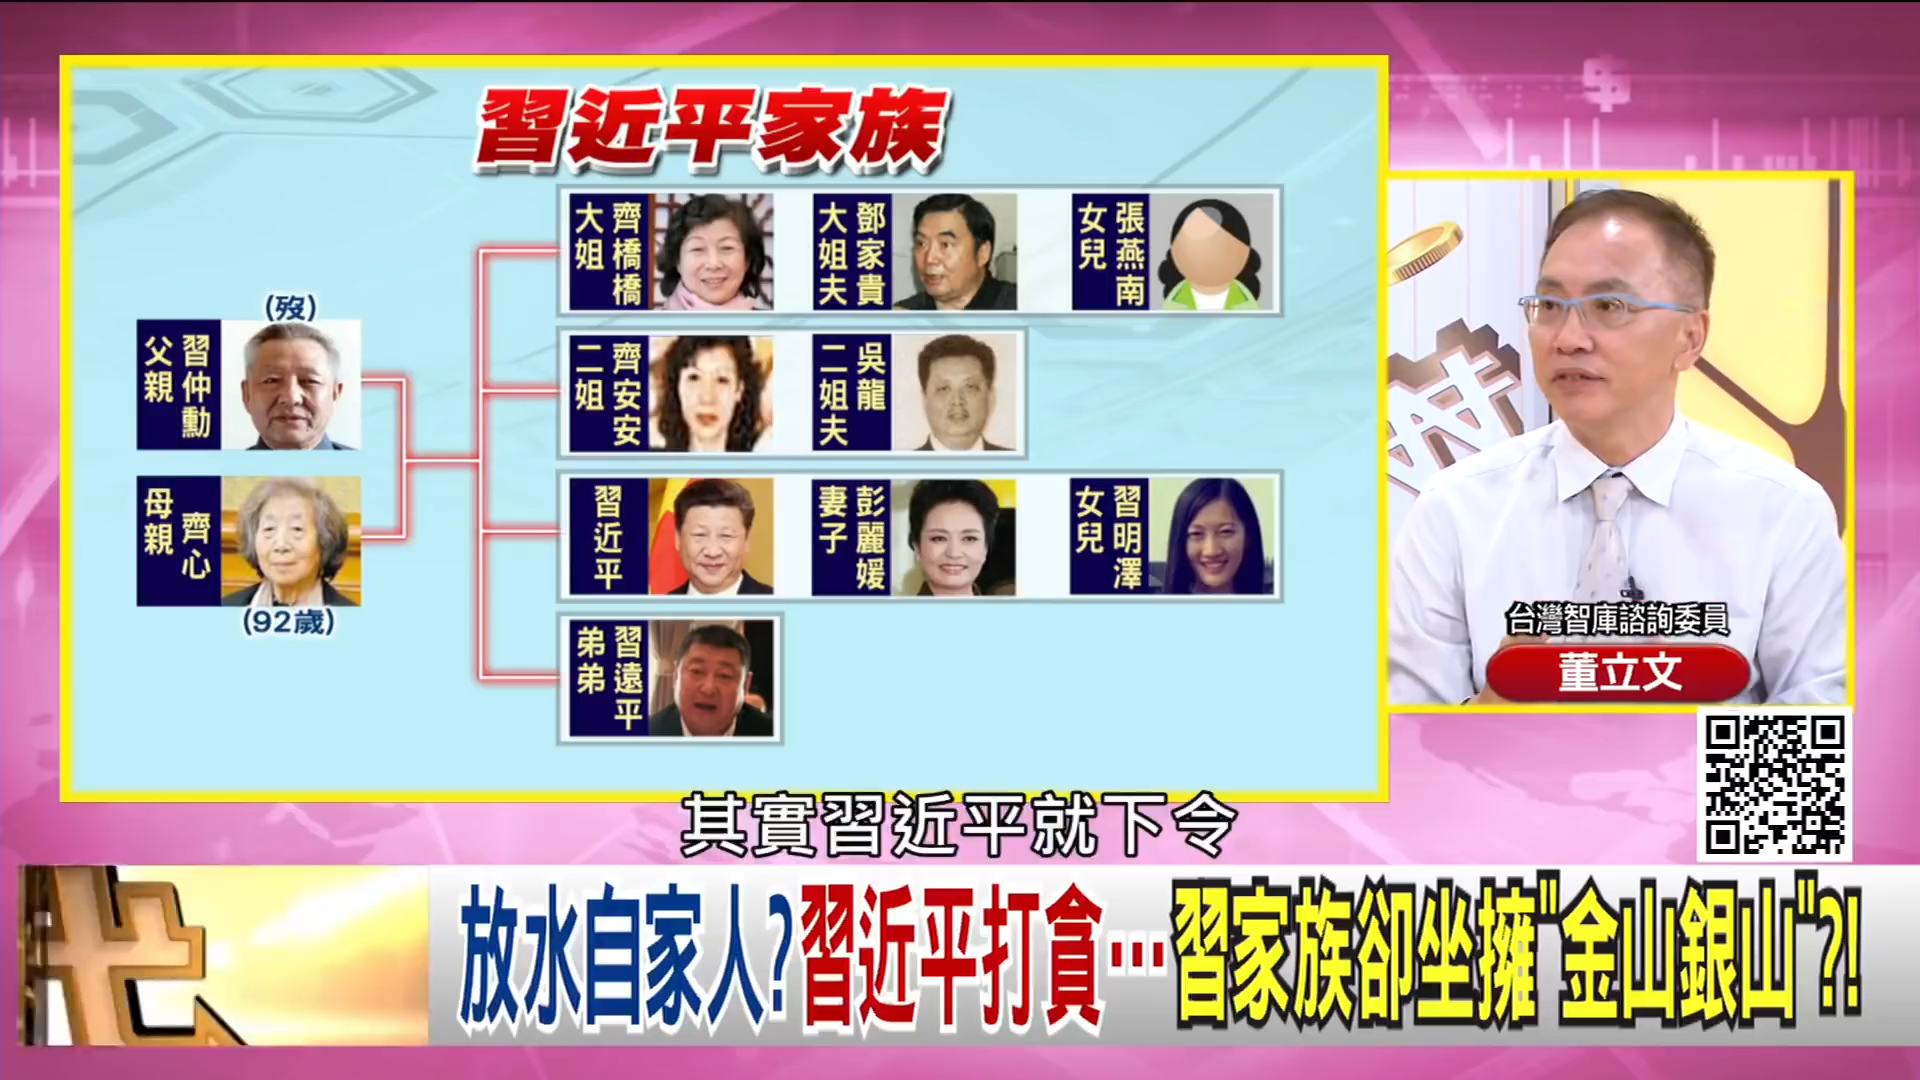 習近平家族
大姐
齊橋橋
大姐夫
鄧家貴
女兒
張燕南
(歿)
父親
習仲勳
二姐
齊安安
二姐夫
吳龍
母親
齊心
(92歲)
習近平
妻子
彭麗媛
女兒
習明澤
弟弟
習遠平
台灣智庫諮詢委員
董立文
其實習近平就下令
放水自家人?習近平打貪…習家族卻坐擁"金山銀山"?!